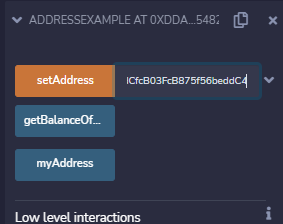 ADDRESSEXAMPLE AT 0XDDA...5482
setAddress lCfcB03FcB875f56beddC4
getBalanceOf...
myAddress
Low level interactions